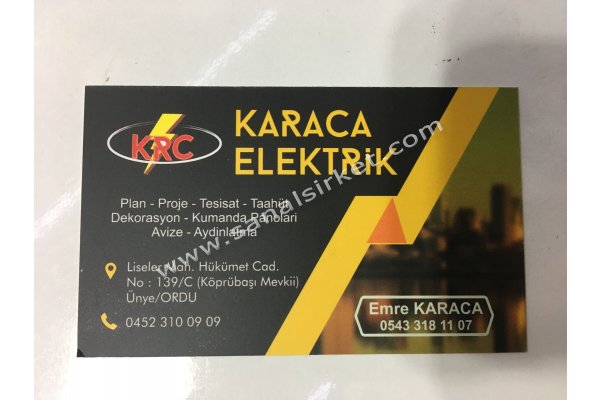 KRC
KARACA
ELEKTRİK
Plan - Proje - Tesisat - Taahüt
Dekorasyon - Kumanda Panoları
Avize - Aydınlatma
Liseler Mah. Hükümet Cad.
No : 139/C (Köprübaşı Mevkii)
Ünye/ORDU
0452 310 09 09
Emre KARACA
0543 318 11 07
www.sanalsirket.com